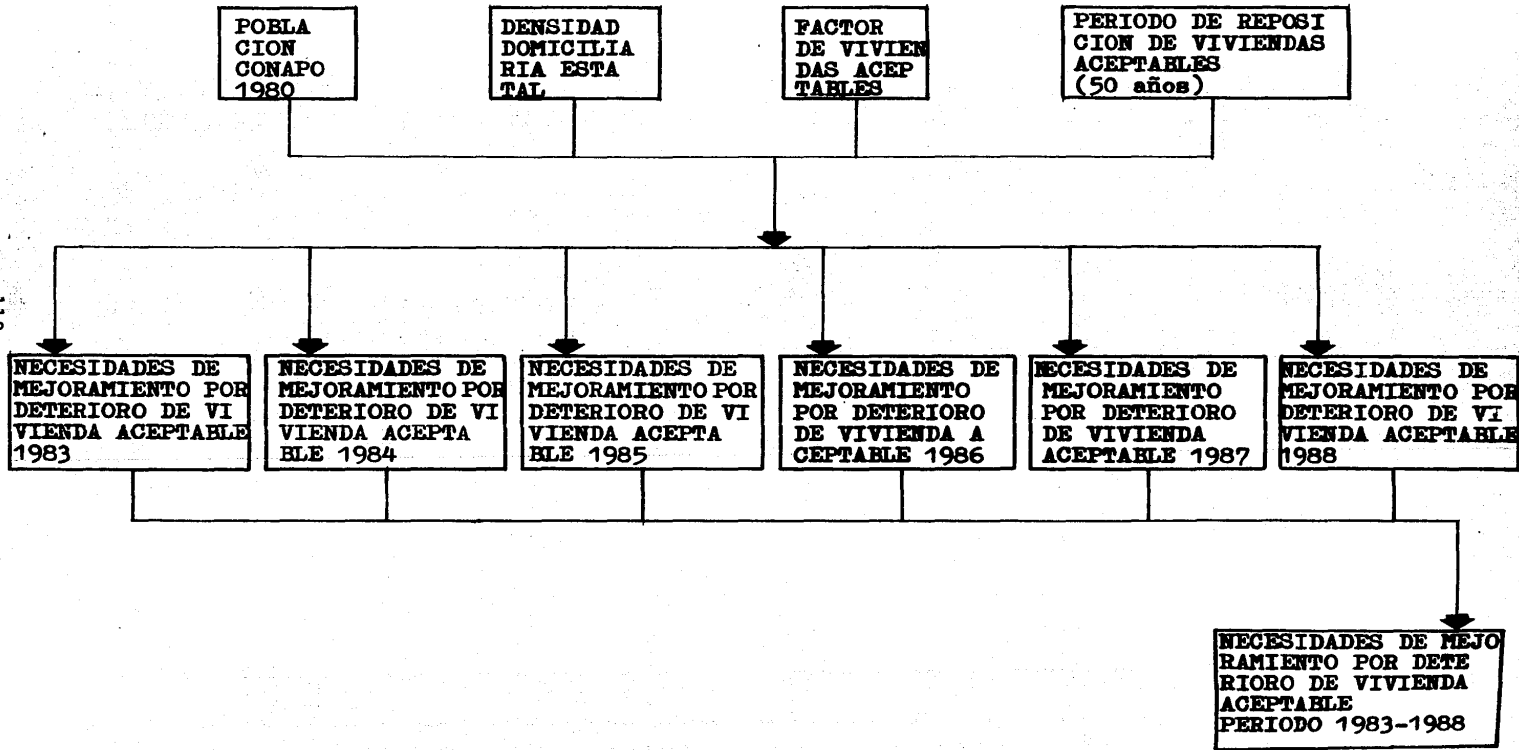 POBLA
CION
CONAPO
1980
DENSIDAD
DOMICILIA
RIA ESTA
TAL
FACTOR
DE VIVIEN
DAS ACEP
TABLES
PERIODO DE REPOSI
CION DE VIVIENDAS
ACEPTABLES
(50 años)
NECESIDADES DE
MEJORAMIENTO POR
DETERIORO DE VI
VIENDA ACEPTABLE
1983
NECESIDADES DE
MEJORAMIENTO POR
DETERIORO DE VI
VIENDA ACEPTA
BLE 1984
NECESIDADES DE
MEJORAMIENTO POR
DETERIORO DE VI
VIENDA ACEPTA
BLE 1985
NECESIDADES DE
MEJORAMIENTO
POR DETERIORO
DE VIVIENDA A
CEPTABLE 1986
NECESIDADES DE
MEJORAMIENTO
POR DETERIORO
DE VIVIENDA
ACEPTABLE 1987
NECESIDADES DE
MEJORAMIENTO POR
DETERIORO DE VI
VIENDA ACEPTABLE
1988
NECESIDADES DE MEJO
RAMIENTO POR DETE
RIORO DE VIVIENDA
ACEPTABLE
PERIODO 1983-1988